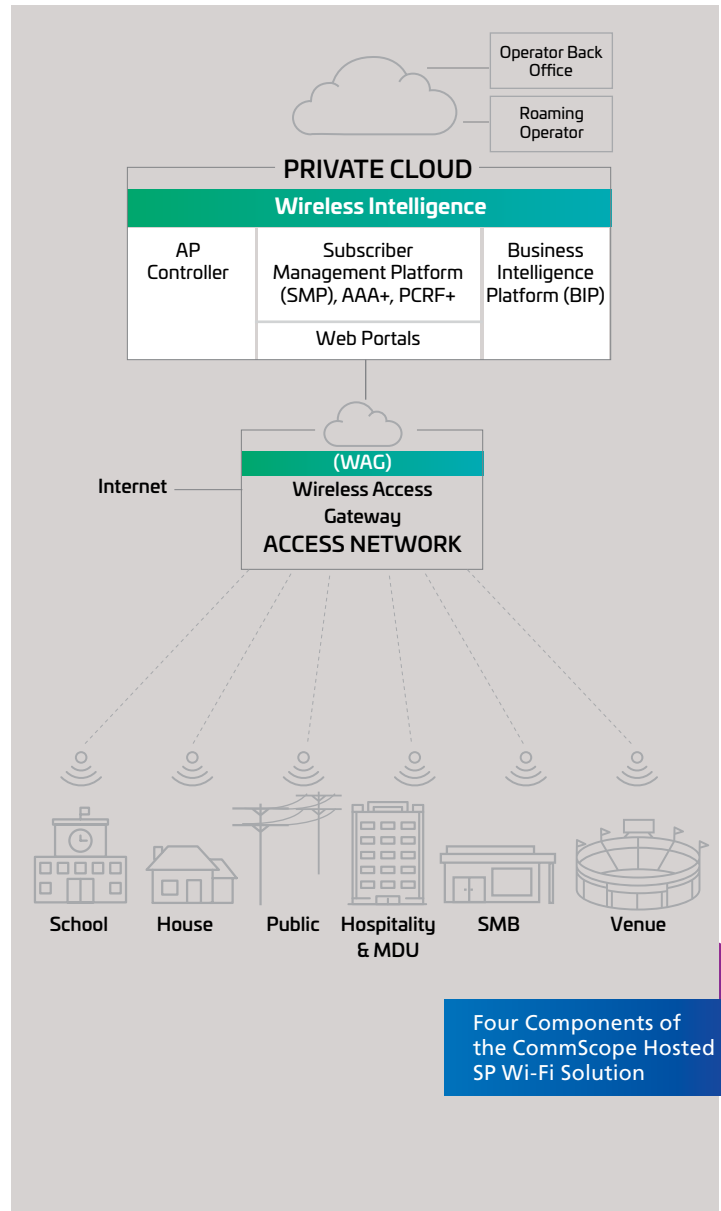 Operator Back
Office
Roaming
Operator
PRIVATE CLOUD
Wireless Intelligence
AP
Controller
Subscriber
Management Platform
(SMP), AAA+, PCRF+
Web Portals
Business
Intelligence
Platform (BIP)
(WAG)
Internet
Wireless Access
Gateway
ACCESS NETWORK
School
House
Public
Hospitality
& MDU
SMB
Venue
Four Components of
the CommScope Hosted
SP Wi-Fi Solution